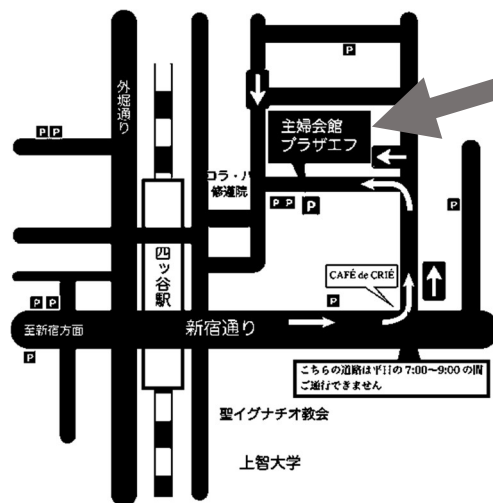 外堀通り
P
主婦会館
プラザエフ
P P
コラ・バ
修道院
P P
P
P
四ッ谷駅
CAFÉ de CRIÉ
P P
P
至新宿方面
新宿通り
P
こちらの道路は平日の7:00〜9:00の間
ご通行できません
聖イグナチオ教会
上智大学